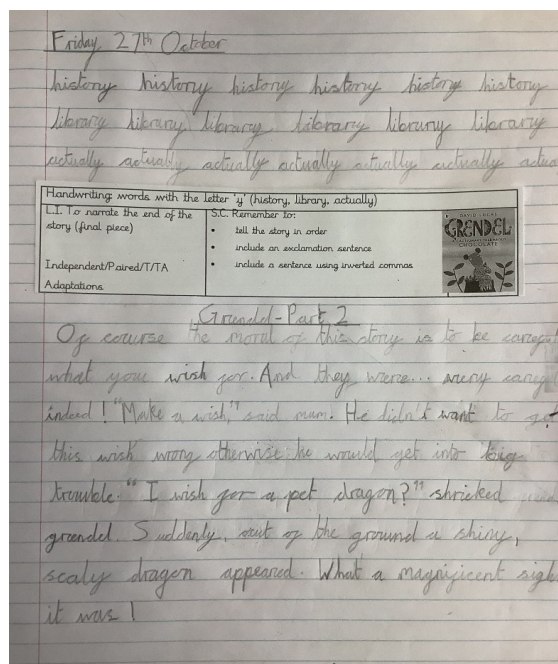 Friday 27th October
history history history history history history
library library library library library library
actually actually actually actually actually actually
Handwriting words with the letter 'y' (history, library, actually)
L.I. To narrate the end of the
story (final piece)
Independent/Paired/T/TA
Adaptations
S.C. Remember to:
• tell the story in order
• include an exclamation sentence
• include a sentence using inverted commas
DAVID LUCAS
GRENDEL
CHOCOLATE
Grendel-Part 2
Of course the moral of this story is to be
what you wish for. And they were... very
indeed! "Make a wish," said mum. He didn't want to
this wish wrong otherwise he would get into big
trouble. "I wish for a pet dragon?" shrieked
grendel. Suddenly, out of the ground a shiny,
scaly dragon appeared. What a magnificent
it was!